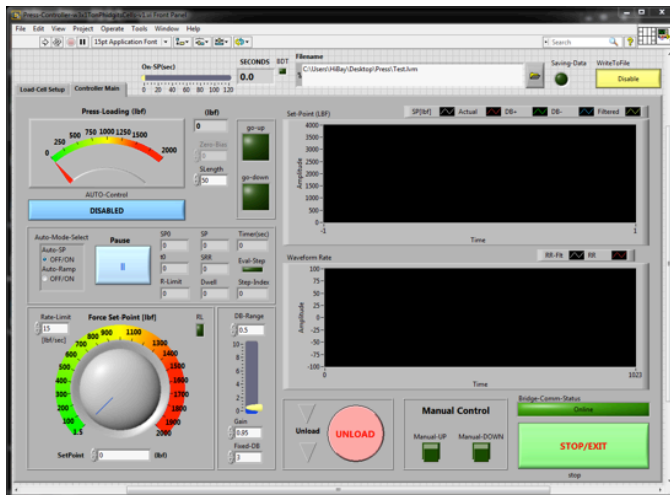 Press-Controller-w3x3TonPhidgetsCells-v1.vi Front Panel
File Edit View Project Operate Tools Window Help
15pt Application Font
Search
On-SP(sec)
0 20 40 60 80 100 120
SECONDS
0.0
BDT
Filename
C:\Users\HiBay\Desktop\Press\Test.lvm
Saving-Data
WriteToFile
Disable
Load-Cell Setup
Controller Main
Press-Loading (lbf)
0 250 500 750 1000 1250 1500 2000
(lbf)
0
Zero-Bias
0
SLength
50
go-up
go-down
AUTO-Control
DISABLED
Auto-Mode-Select
Auto-SP
OFF/ON
Auto-Ramp
OFF/ON
Pause
SP0 SP Timer(sec)
0 0 0
t0 SRR Eval-Step
0 0
R-Limit Dwell Step-Index
0 0 0
Rate-Limit
15
[lbf/sec]
Force Set-Point [lbf]
RL
1.5 100 200 300 400 500 600 700 800 900 1100 1200 1300 1400 1500 1600 1700 1800 1900 2000
SetPoint 0 (lbf)
DB-Range
0.5
10
8
6
4
2
0
Gain
0.95
Fixed-DB
3
Set-Point (LBF)
SP[lbf] Actual DB+ DB- Filtered
Amplitude
4000
3500
3000
2500
2000
1500
1000
500
0
-1 1
Time
Waveform Rate
RR-Flt RR
Amplitude
100
75
50
25
0
-25
-50
-75
-100
0 1023
Time
Unload
UNLOAD
Manual Control
Manual-UP Manual-DOWN
Bridge-Comm-Status
Online
STOP/EXIT
stop